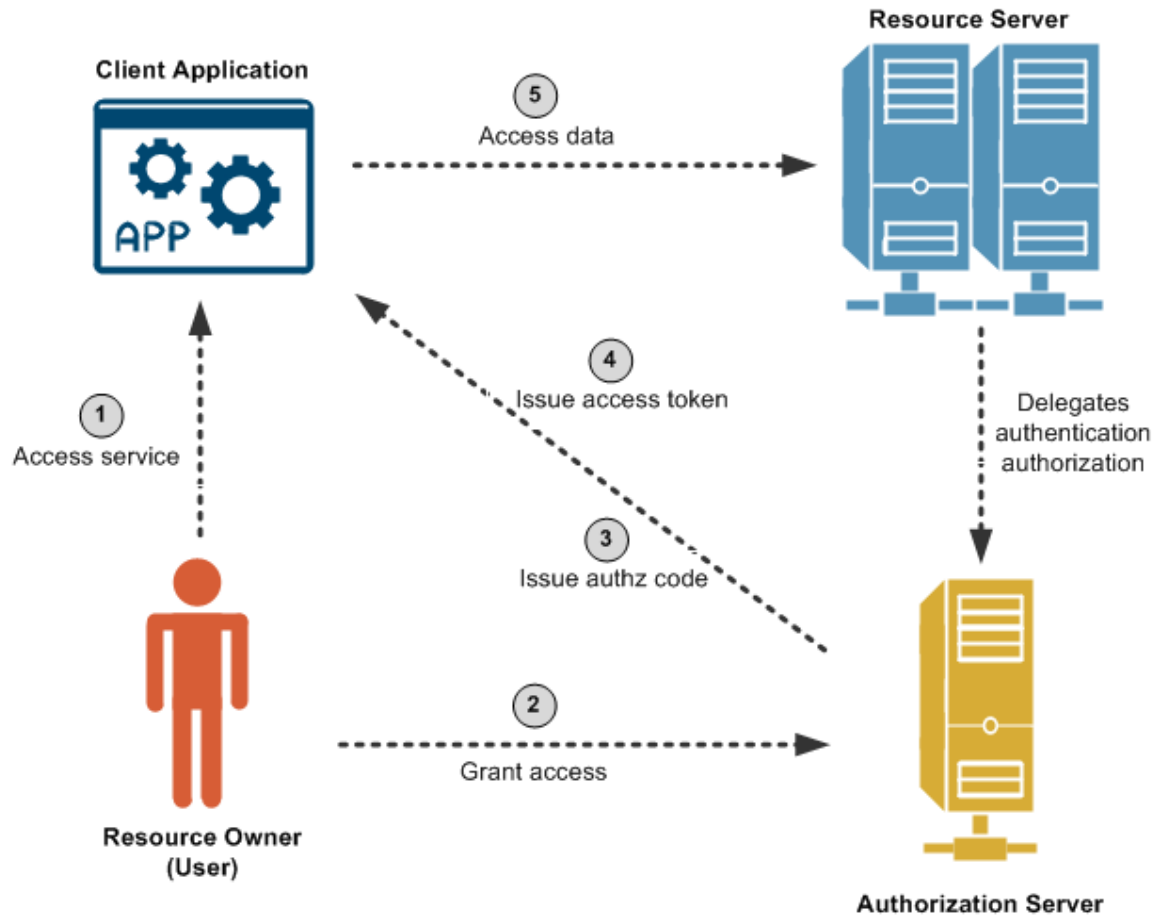 Resource Server
Client Application
5
Access data
APP
4
Issue access token
1
Access service
Delegates
authentication
authorization
3
Issue authz code
2
Grant access
Resource Owner
(User)
Authorization Server